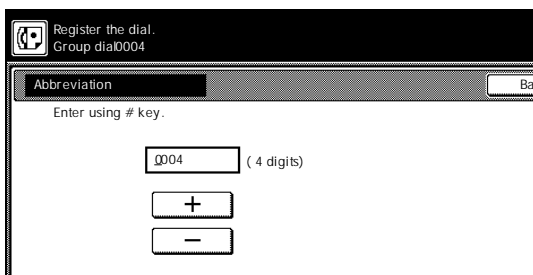 Register the dial.
Group dial0004
Abbreviation
Ba
Enter using # key.
0004 ( 4 digits)
+
−